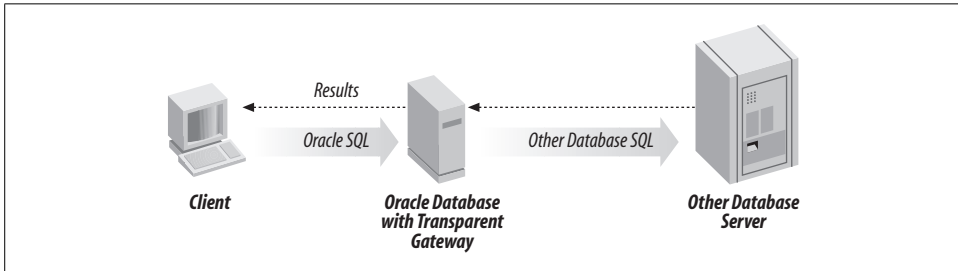 Results
Oracle SQL
Other Database SQL
Client
Oracle Database
with Transparent
Gateway
Other Database
Server